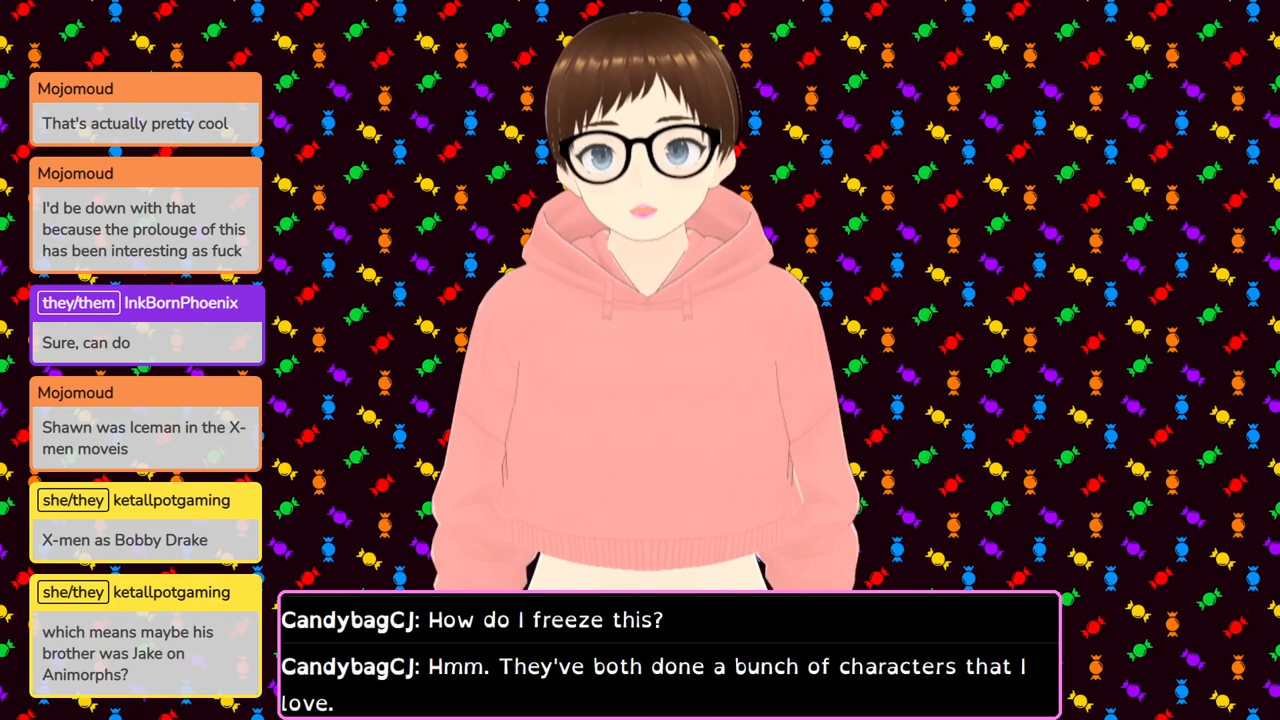 Mojomoud
That's actually pretty cool
Mojomoud
I'd be down with that
because the prolouge of this
has been interesting as fuck
they/them InkBornPhoenix
Sure, can do
Mojomoud
Shawn was Iceman in the X-
men moveis
she/they ketallpotgaming
X-men as Bobby Drake
she/they ketallpotgaming
which means maybe his
brother was Jake on
Animorphs?
CandybagCJ: How do I freeze this?
CandybagCJ: Hmm. They've both done a bunch of characters that I
love.